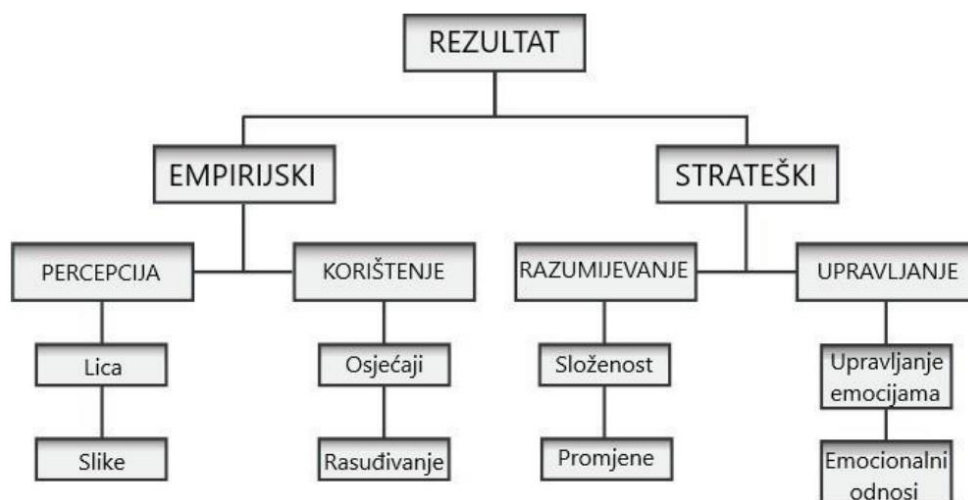 REZULTAT
EMPIRIJSKI
STRATEŠKI
PERCEPCIJA
KORIŠTENJE
RAZUMIJEVANJE
UPRAVLJANJE
Lica
Osjećaji
Složenost
Upravljanje
emocijama
Slike
Rasuđivanje
Promjene
Emocionalni
odnosi